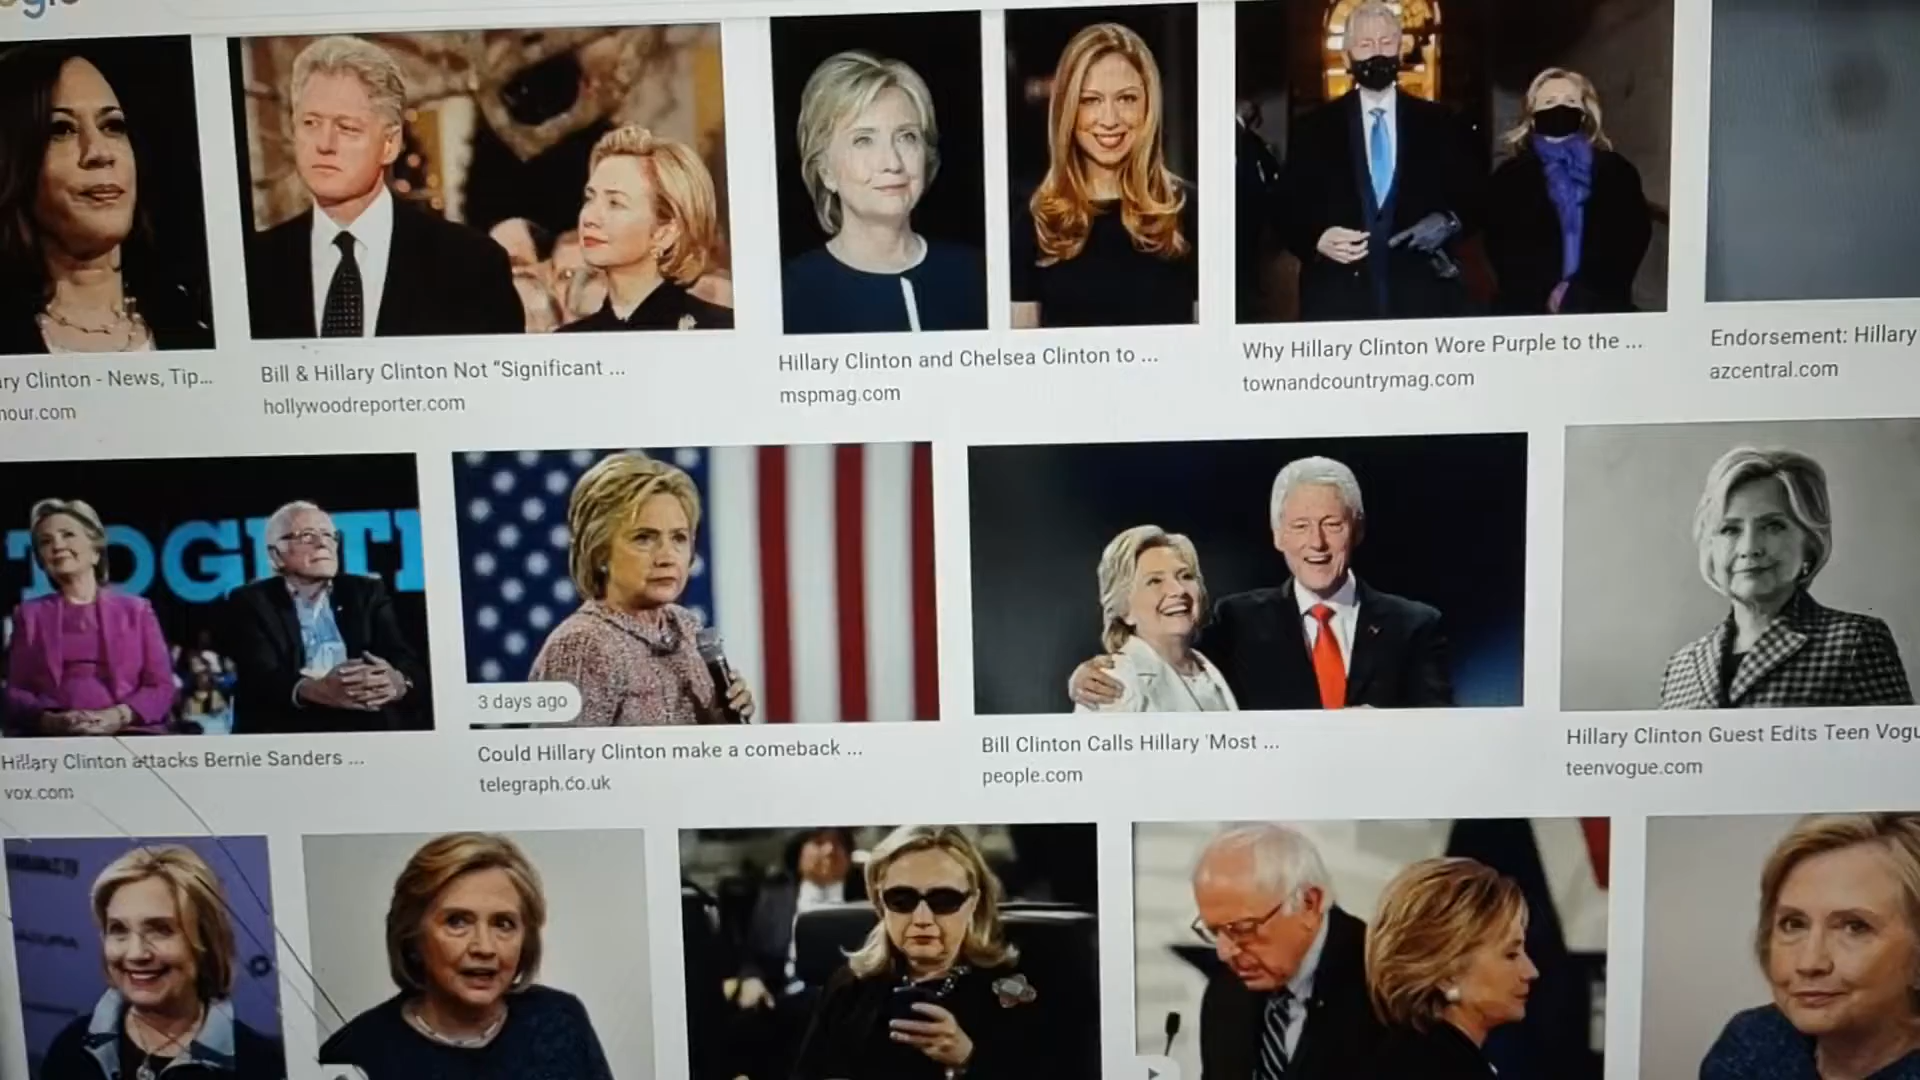 ry Clinton - News, Tip...
Bill & Hillary Clinton Not “Significant ...
Hillary Clinton and Chelsea Clinton to ...
Why Hillary Clinton Wore Purple to the ...
Endorsement: Hillary
our.com
hollywoodreporter.com
mspmag.com
townandcountrymag.com
azcentral.com
TOGETH
3 days ago
Hillary Clinton attacks Bernie Sanders ...
Could Hillary Clinton make a comeback ...
Bill Clinton Calls Hillary 'Most ...
Hillary Clinton Guest Edits Teen Vogu
vox.com
telegraph.co.uk
people.com
teenvogue.com